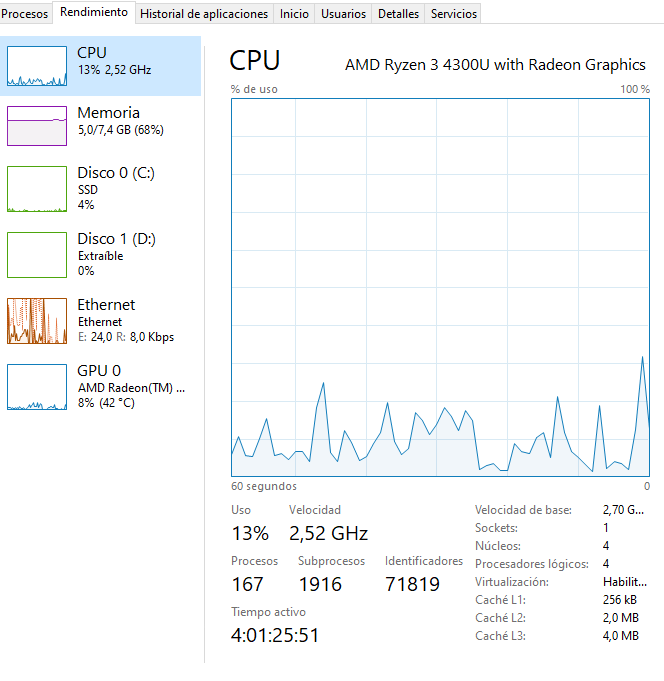 Procesos Rendimiento Historial de aplicaciones Inicio Usuarios Detalles Servicios
CPU
13% 2,52 GHz
Memoria
5,0/7,4 GB (68%)
Disco 0 (C:)
SSD
4%
Disco 1 (D:)
Extraíble
0%
Ethernet
Ethernet
E: 24,0 R: 8,0 Kbps
GPU 0
AMD Radeon(TM) ...
8% (42 °C)
CPU AMD Ryzen 3 4300U with Radeon Graphics
% de uso 100 %
60 segundos 0
Uso Velocidad
13% 2,52 GHz
Procesos Subprocesos Identificadores
167 1916 71819
Tiempo activo
4:01:25:51
Velocidad de base: 2,70 G...
Sockets: 1
Núcleos: 4
Procesadores lógicos: 4
Virtualización: Habilit...
Caché L1: 256 kB
Caché L2: 2,0 MB
Caché L3: 4,0 MB